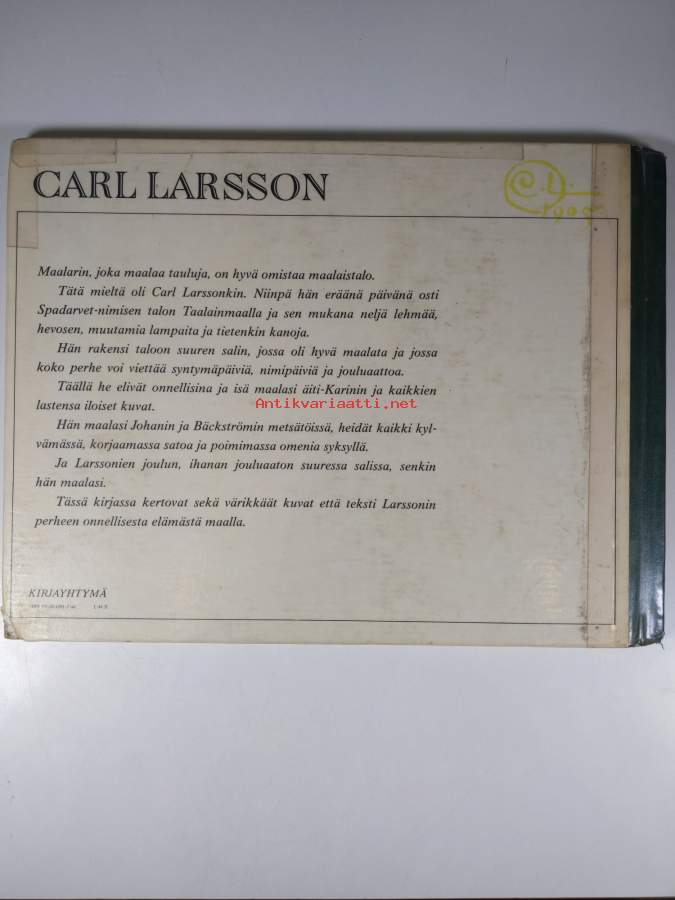 CARL LARSSON
C.L.
1905
Maalarin, joka maalaa tauluja, on hyvä omistaa maalaistalo.
Tätä mieltä oli Carl Larssonkin. Niinpä hän eräänä päivänä osti
Spadarvet-nimisen talon Taalainmaalla ja sen mukana neljä lehmää,
hevosen, muutamia lampaita ja tietenkin kanoja.
Hän rakensi taloon suuren salin, jossa oli hyvä maalata ja jossa
koko perhe voi viettää syntymäpäiviä, nimipäiviä ja jouluaattoa.
Täällä he elivät onnellisina ja isä maalasi äiti-Karinin ja kaikkien
lastensa iloiset kuvat.
Antikvariaatti.net
Hän maalasi Johanin ja Bäckströmin metsätöissä, heidät kaikki kyl-
vämässä, korjaamassa satoa ja poimimassa omenia syksyllä.
Ja Larssonien joulun, ihanan jouluaaton suuressa salissa, senkin
hän maalasi.
Tässä kirjassa kertovat sekä värikkäät kuvat että teksti Larssonin
perheen onnellisesta elämästä maalla.
KIRJAYHTYMÄ